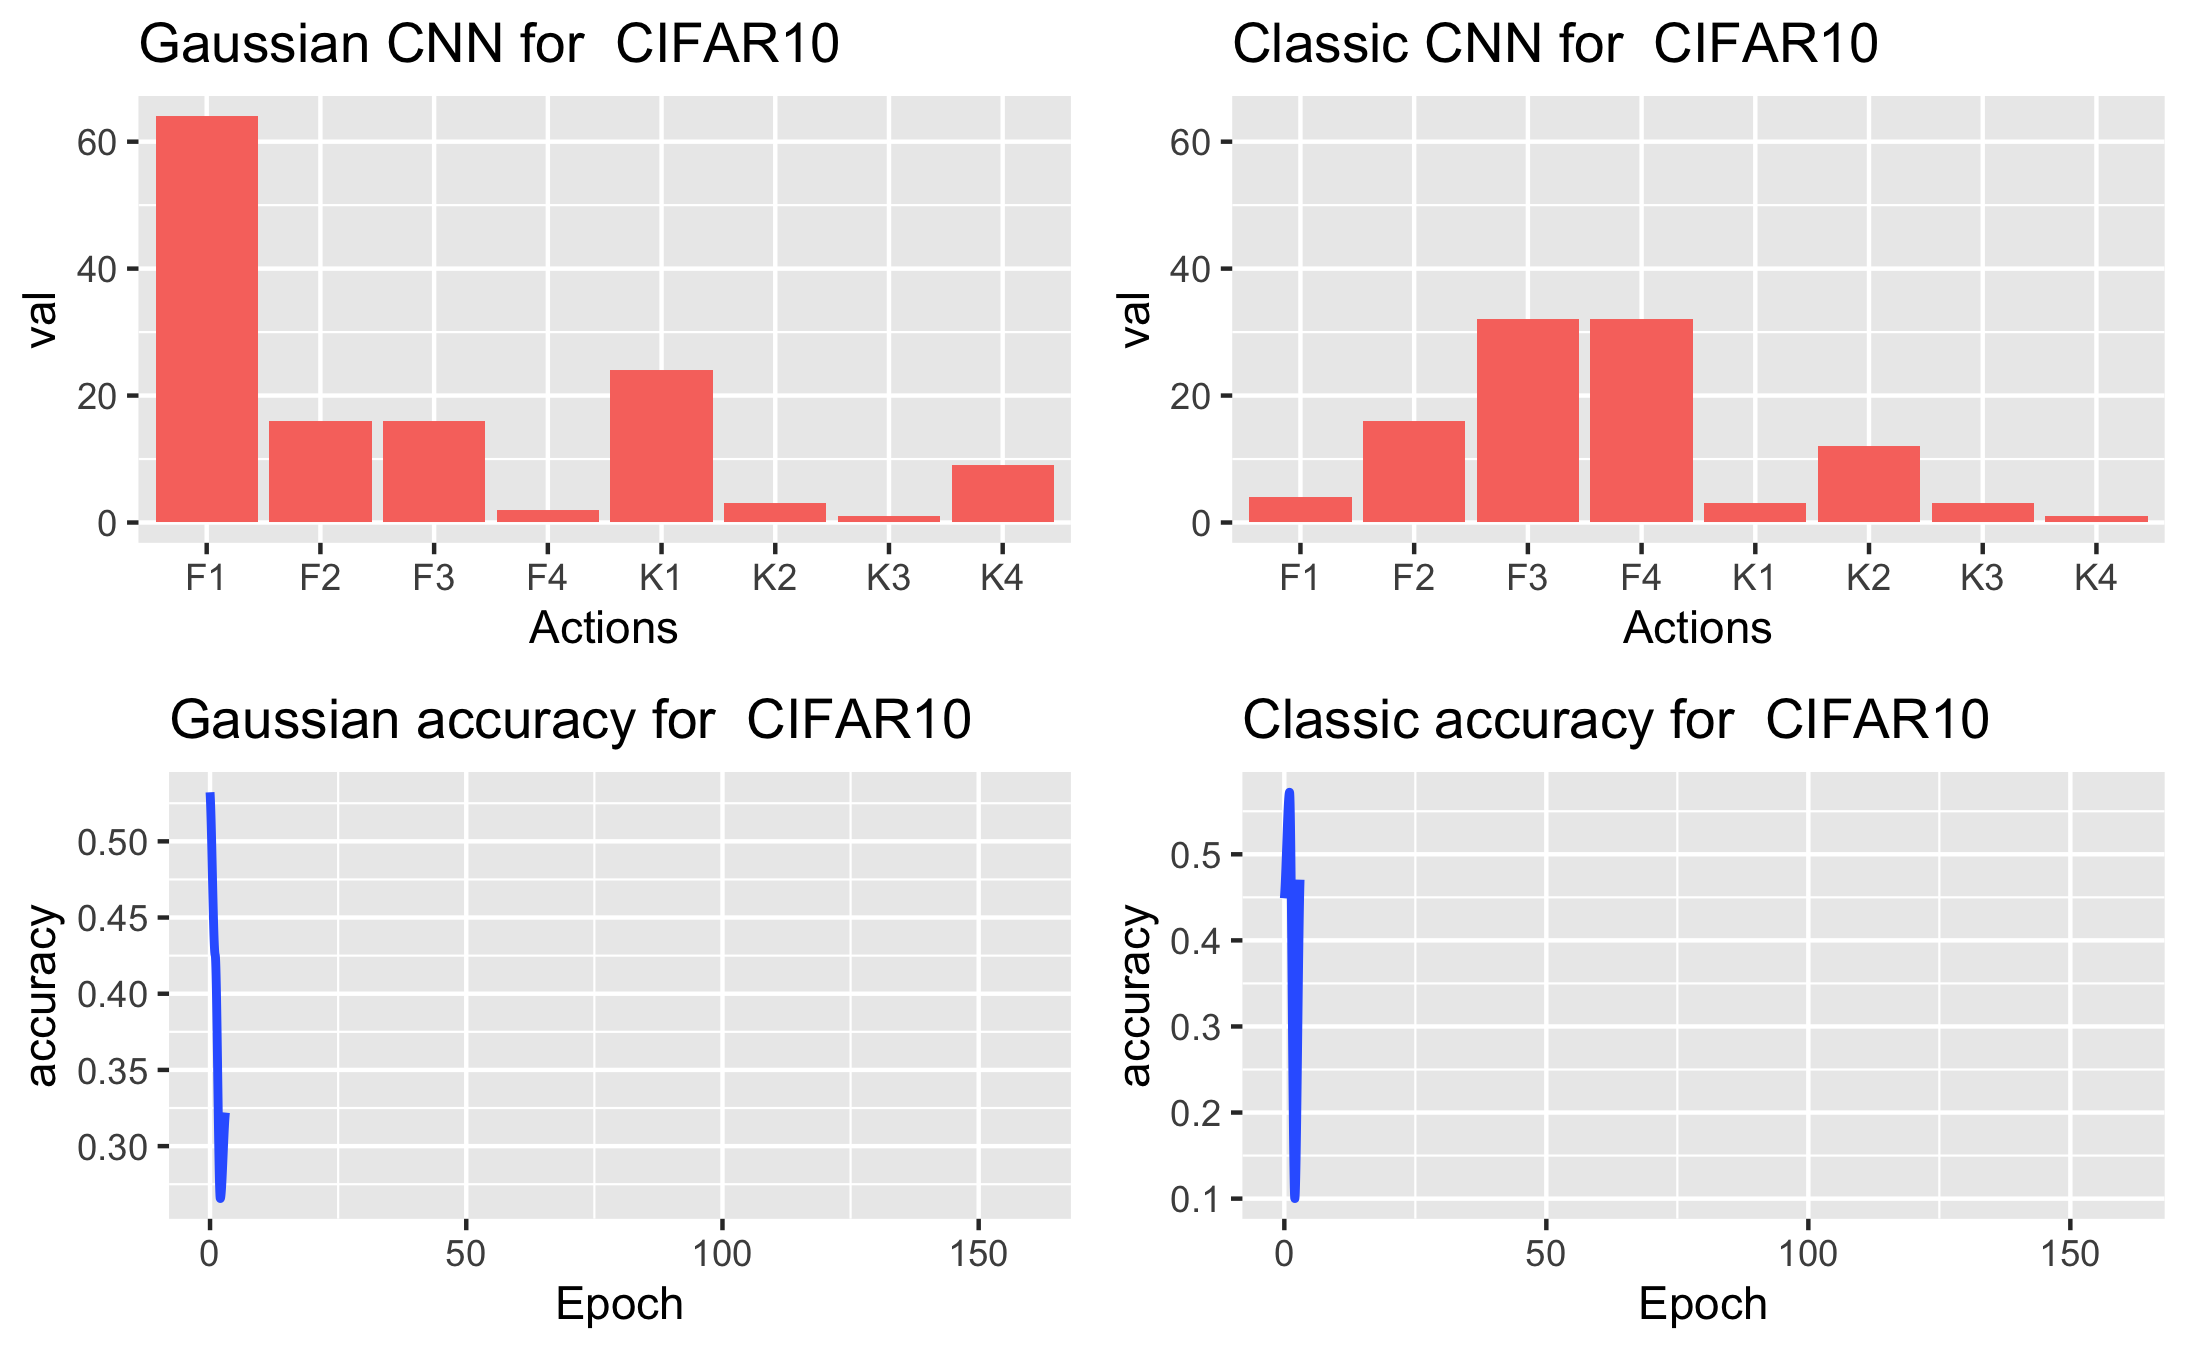 Gaussian CNN for  CIFAR10
60
40
20
0
val
F1 F2 F3 F4 K1 K2 K3 K4
Actions
Classic CNN for  CIFAR10
60
40
20
0
val
F1 F2 F3 F4 K1 K2 K3 K4
Actions
Gaussian accuracy for  CIFAR10
0.50
0.45
0.40
0.35
0.30
accuracy
0 50 100 150
Epoch
Classic accuracy for  CIFAR10
0.5
0.4
0.3
0.2
0.1
accuracy
0 50 100 150
Epoch